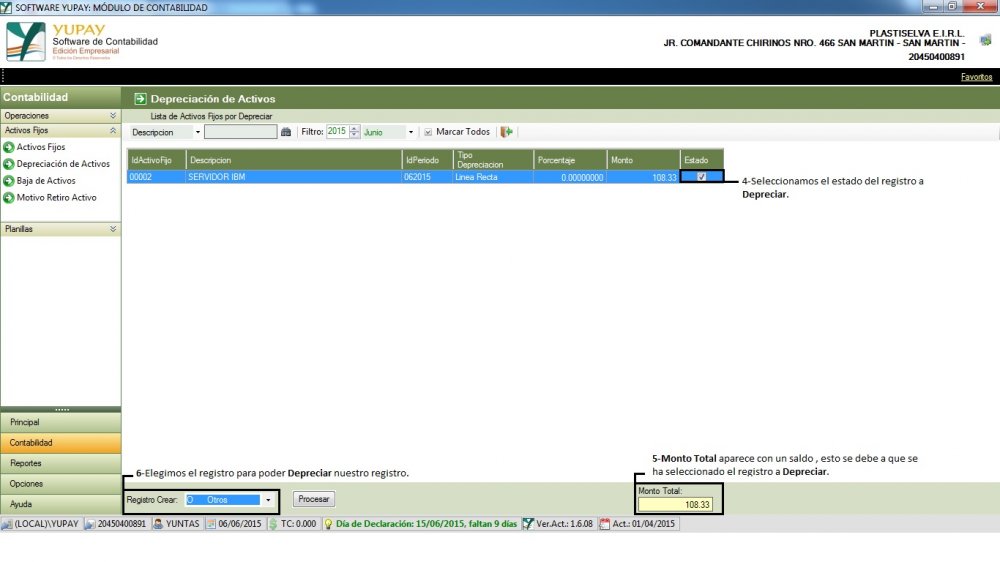 SOFTWARE YUPAY: MÓDULO DE CONTABILIDAD
YUPAY
Software de Contabilidad
Edición Empresarial
PLASTISELVA E.I.R.L.
JR. COMANDANTE CHIRINOS NRO. 466 SAN MARTIN - SAN MARTIN -
20450400891
Favoritos
Contabilidad
Depreciación de Activos
Operaciones
Lista de Activos Fijos por Depreciar
Activos Fijos
Descripcion
Filtro: 2015 Junio
Marcar Todos
Activos Fijos
Depreciación de Activos
Baja de Activos
Motivo Retiro Activo
Planillas
IdActivoFijo Descripcion IdPeriodo Tipo Depreciacion Porcentaje Monto Estado
00002 SERVIDOR IBM 062015 Linea Recta 0.00000000 108.33
4-Seleccionamos el estado del registro a
Depreciar.
Principal
Contabilidad
Reportes
Opciones
Ayuda
5-Monto Total aparece con un saldo , esto se debe a que se
ha seleccionado el registro a Depreciar.
6-Elegimos el registro para poder Depreciar nuestro registro.
Registro Crear: O Otros
Procesar
Monto Total:
108.33
(LOCAL)\YUPAY 20450400891 YUNTAS 06/06/2015 TC: 0.000 Día de Declaración: 15/06/2015, faltan 9 días Ver.Act.: 1.6.08 Act.: 01/04/2015